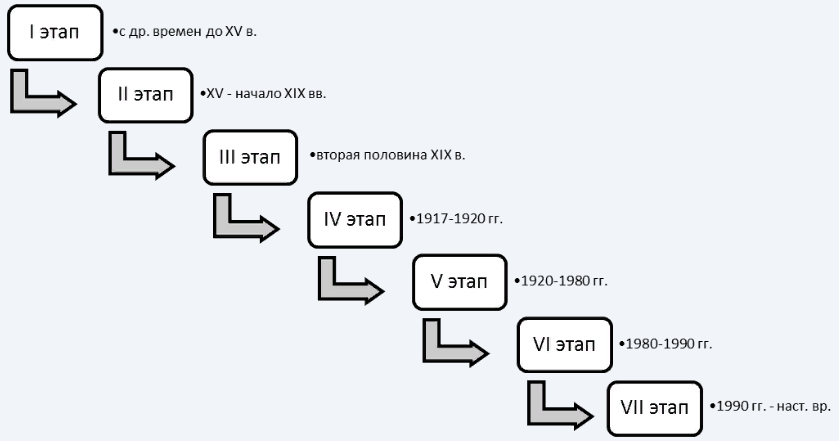 I этап
•с др. времен до XV в.
II этап
•XV - начало XIX вв.
III этап
•вторая половина XIX в.
IV этап
•1917-1920 гг.
V этап
•1920-1980 гг.
VI этап
•1980-1990 гг.
VII этап
•1990 гг. - наст. вр.